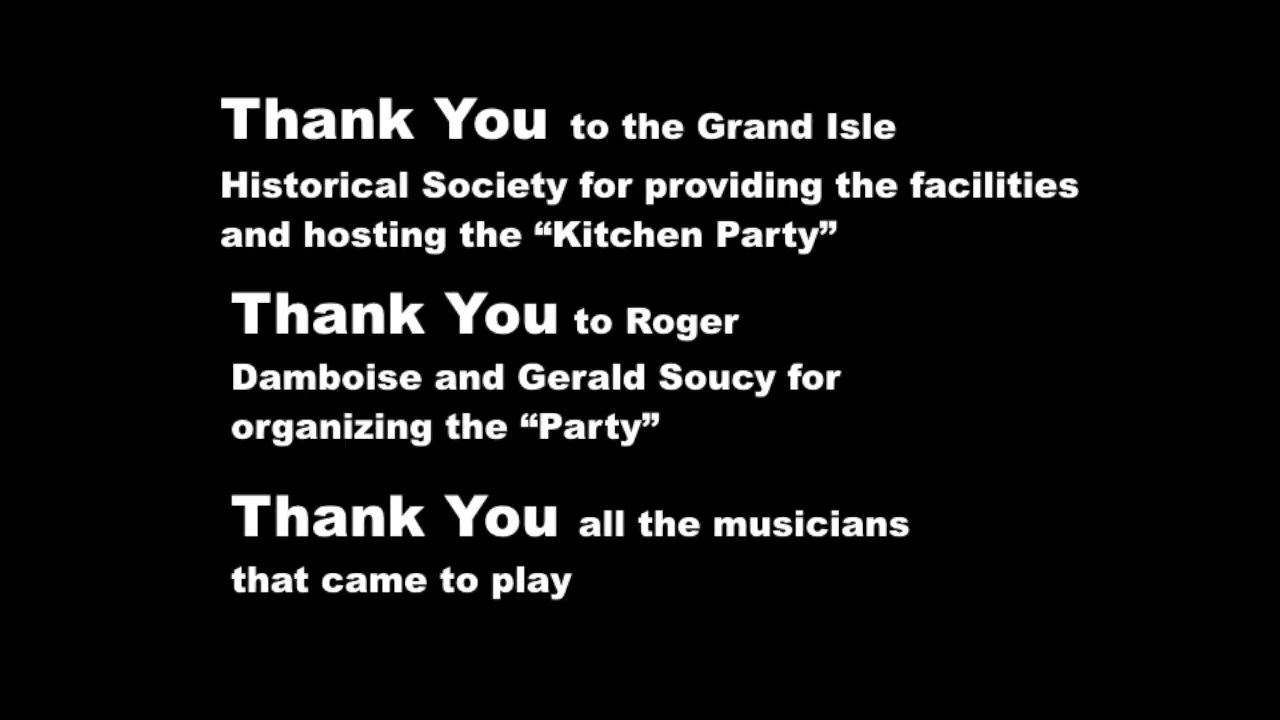 Thank You to the Grand Isle
Historical Society for providing the facilities
and hosting the “Kitchen Party”
Thank You to Roger
Damboise and Gerald Soucy for
organizing the “Party”
Thank You all the musicians
that came to play